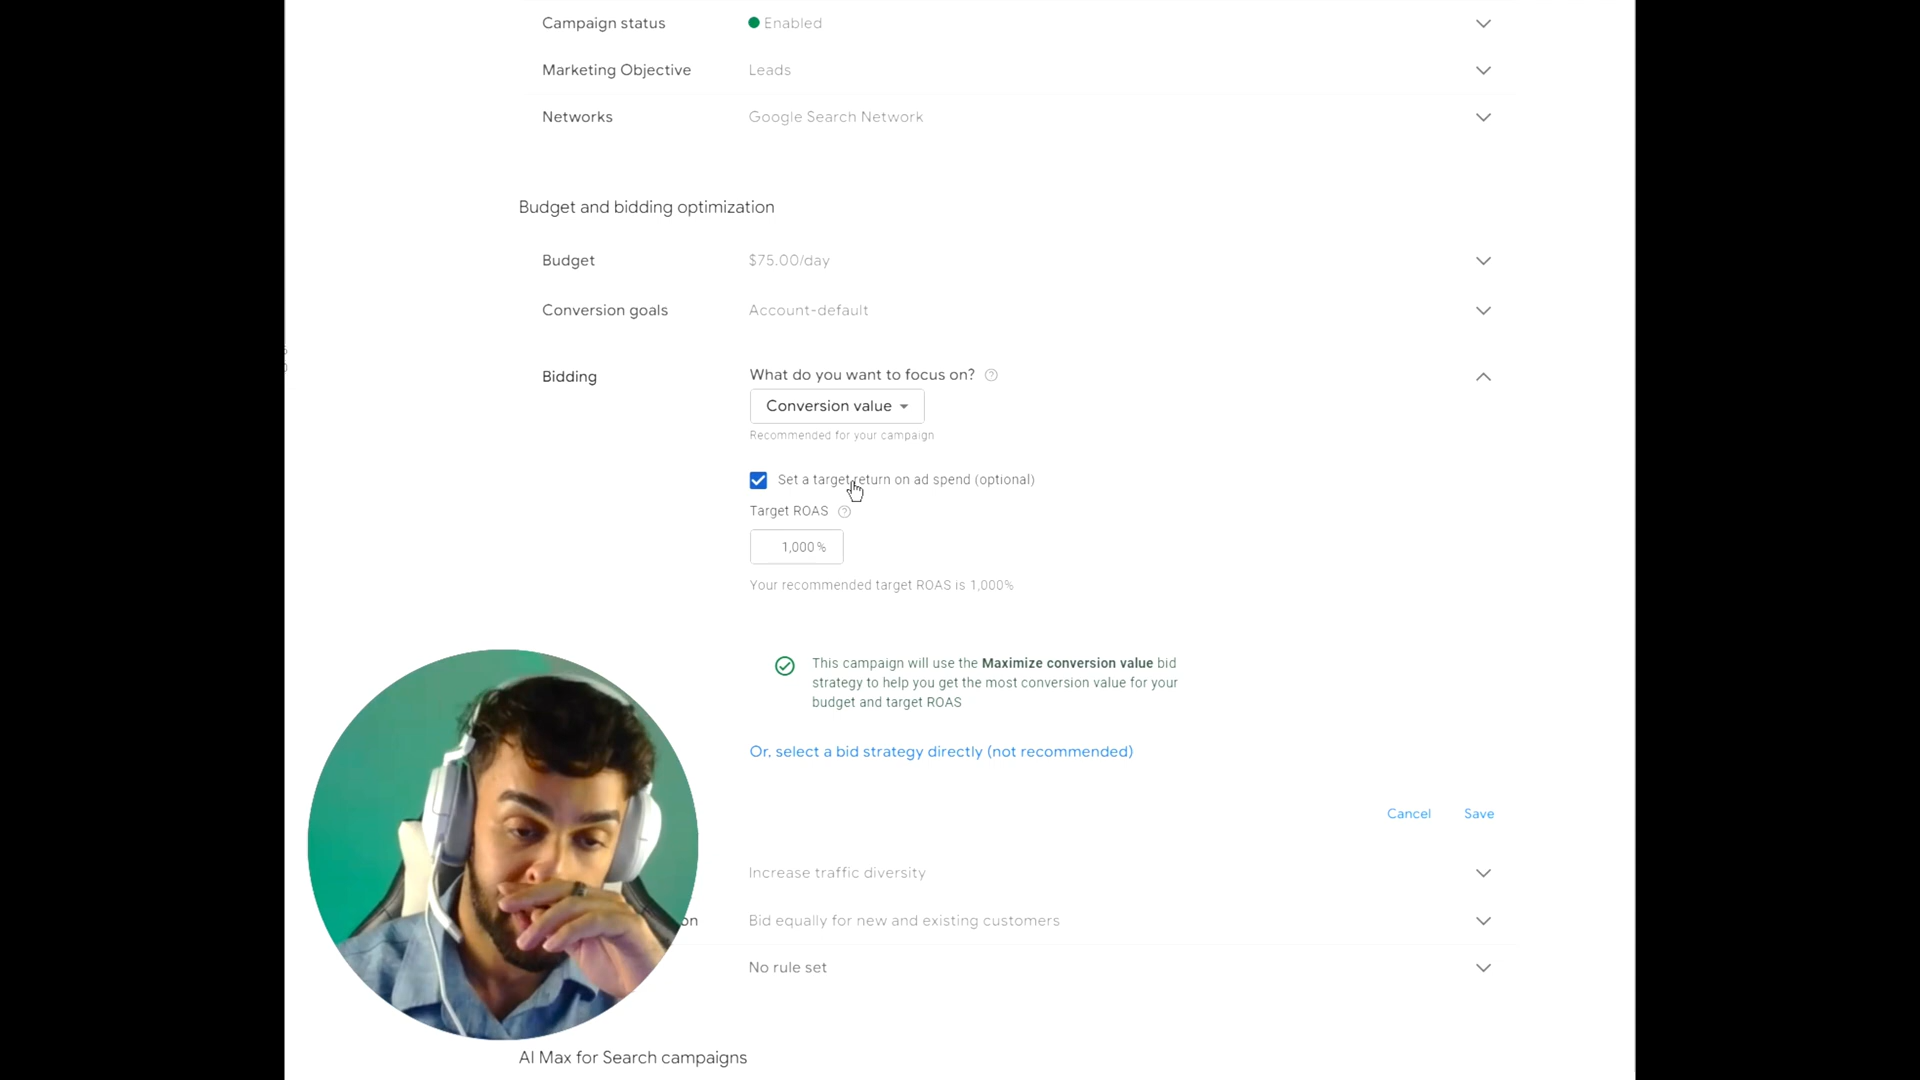 Campaign status
Enabled
Marketing Objective
Leads
Networks
Google Search Network
Budget and bidding optimization
Budget
$75.00/day
Conversion goals
Account-default
Bidding
What do you want to focus on?
Conversion value
Recommended for your campaign
Set a target return on ad spend (optional)
Target ROAS
1,000%
Your recommended target ROAS is 1,000%
This campaign will use the Maximize conversion value bid
strategy to help you get the most conversion value for your
budget and target ROAS
Or, select a bid strategy directly (not recommended)
Cancel
Save
Increase traffic diversity
on
Bid equally for new and existing customers
No rule set
AI Max for Search campaigns